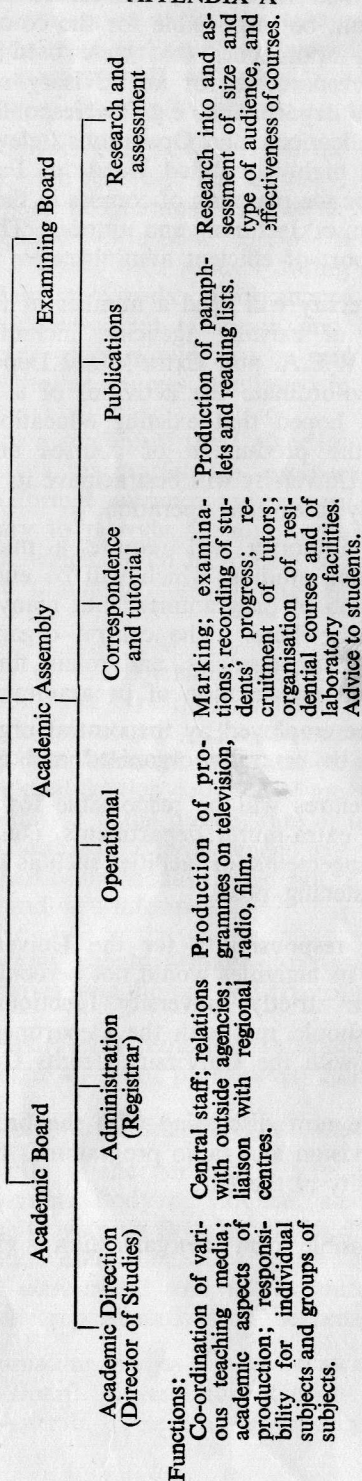 APPENDIX A
Academic Board
Academic Assembly
Examining Board
Academic Direction
(Director of Studies)
Administration
(Registrar)
Operational
Correspondence
and tutorial
Publications
Research and
assessment
Functions:
Co-ordination of vari-
ous teaching media;
academic aspects of
production; responsi-
bility for individual
subjects and groups of
subjects.
Central staff; relations
with outside agencies;
liaison with regional
centres.
Production of pro-
grammes on television,
radio, film.
Marking; examina-
tions; recording of stu-
dents' progress; re-
cruitment of tutors;
organisation of resi-
dential courses and of
laboratory facilities.
Advice to students.
Production of pamph-
lets and reading lists.
Research into and as-
sessment of size and
type of audience, and
effectiveness of courses.